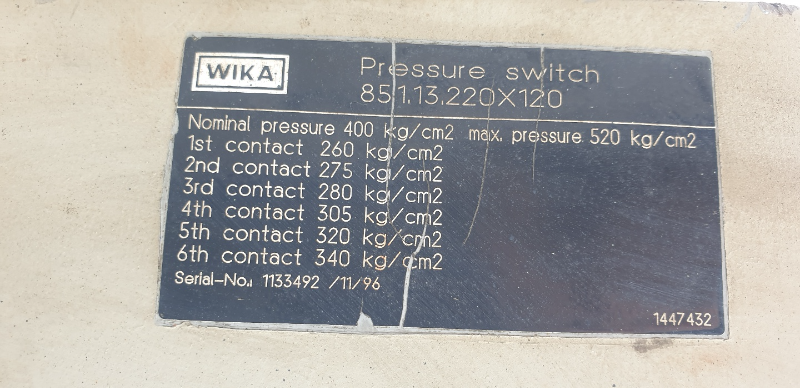 WIKA
Pressure switch
851.13.220X120
Nominal pressure 400 kg/cm2 max. pressure 520 kg/cm2
1st contact 260 kg/cm2
2nd contact 275 kg/cm2
3rd contact 280 kg/cm2
4th contact 305 kg/cm2
5th contact 320 kg/cm2
6th contact 340 kg/cm2
Serial-No.: 1133492 /11/96
1447432